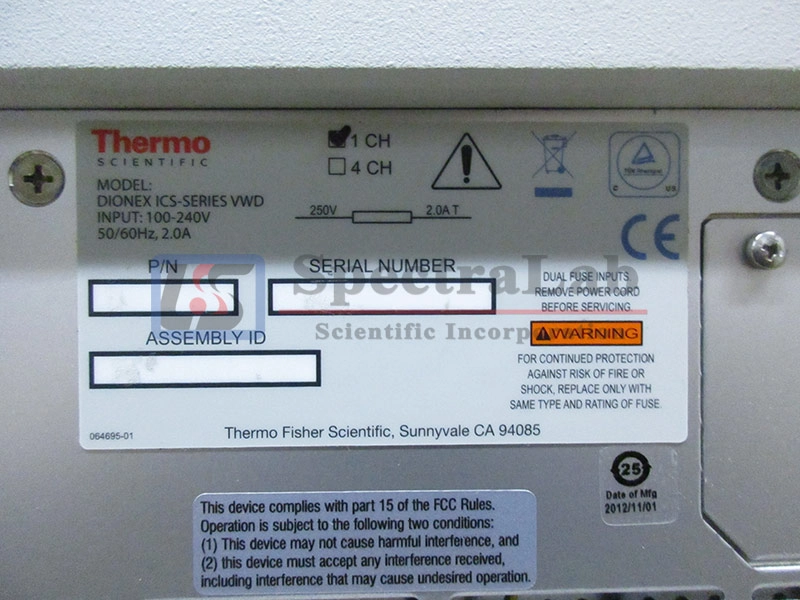 Thermo
SCIENTIFIC
MODEL:
DIONEX ICS-SERIES VWD
INPUT: 100-240V
50/60Hz, 2.0A
1 CH
4 CH
250V 2.0A T
C US
CE
P/N
SERIAL NUMBER
ASSEMBLY ID
DUAL FUSE INPUTS
REMOVE POWER CORD
BEFORE SERVICING.
WARNING
FOR CONTINUED PROTECTION
AGAINST RISK OF FIRE OR
SHOCK, REPLACE ONLY WITH
SAME TYPE AND RATING OF FUSE.
SpectraLab
Scientific Incorporation
064695-01
Thermo Fisher Scientific, Sunnyvale CA 94085
25
Date of Mfg
2012/11/01
This device complies with part 15 of the FCC Rules.
Operation is subject to the following two conditions:
(1) This device may not cause harmful interference, and
(2) this device must accept any interference received,
including interference that may cause undesired operation.